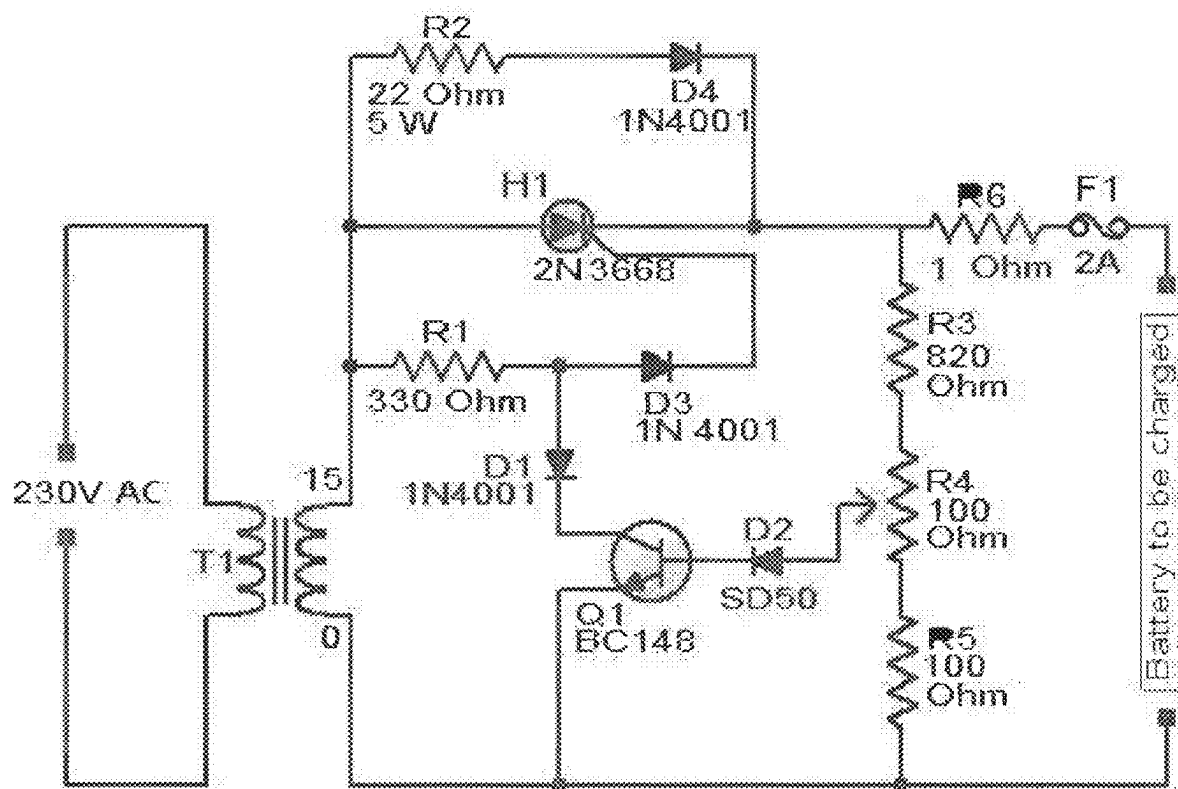 R2
22 Ohm
5 W
D4
1N4001
H1
2N3668
R6
1 Ohm
F1
2A
R1
330 Ohm
D3
1N 4001
R3
820
Ohm
D1
1N4001
230V AC
15
T1
0
R4
100
Ohm
D2
SD50
Q1
BC148
R5
100
Ohm
Battery to be charged